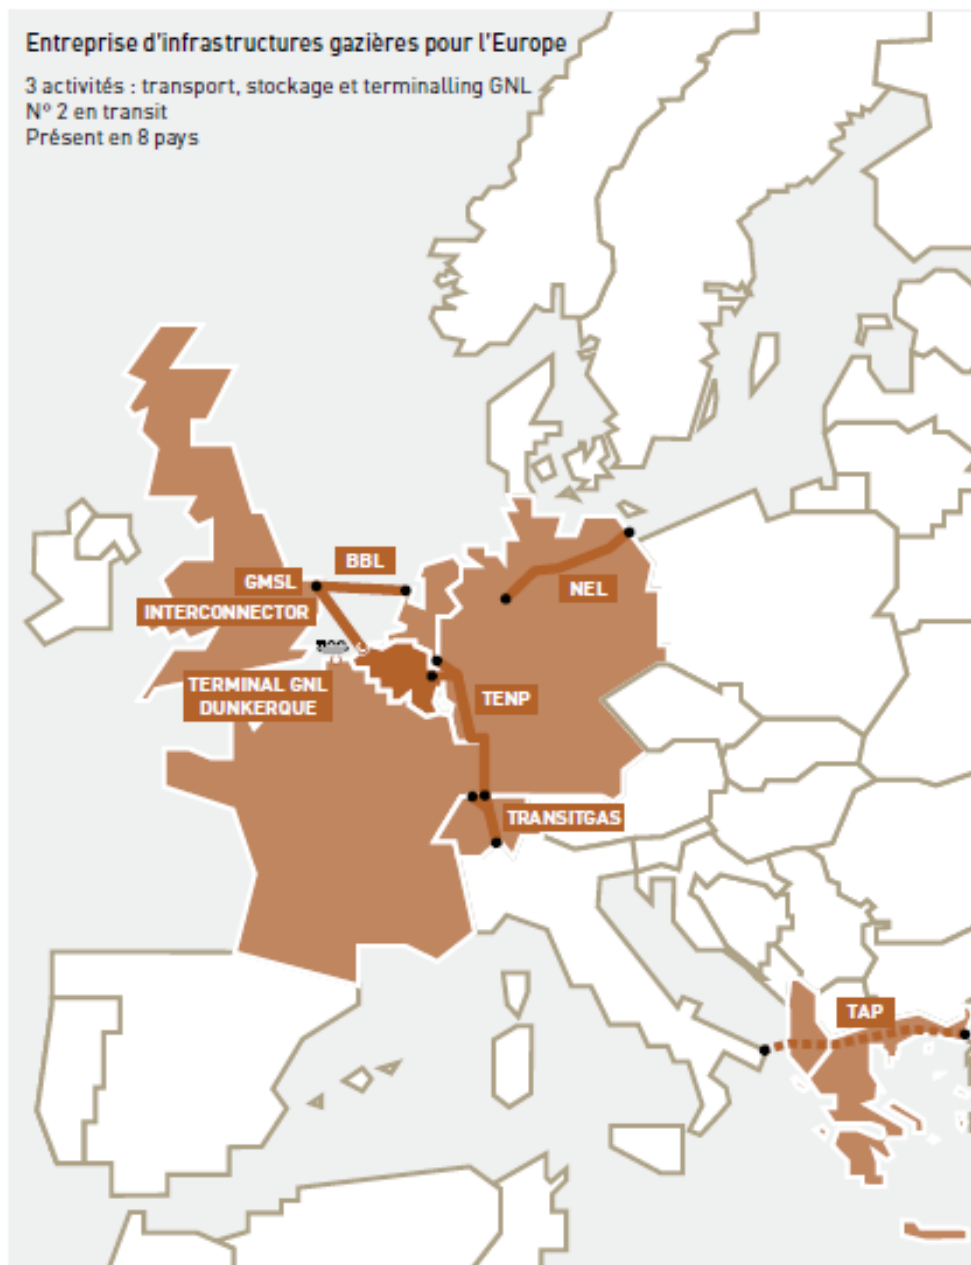 Entreprise d'infrastructures gazières pour l'Europe
3 activités : transport, stockage et terminalling GNL
N° 2 en transit
Présent en 8 pays
BBL
GMSL
NEL
INTERCONNECTOR
TERMINAL GNL
DUNKERQUE
TENP
TRANSITGAS
TAP